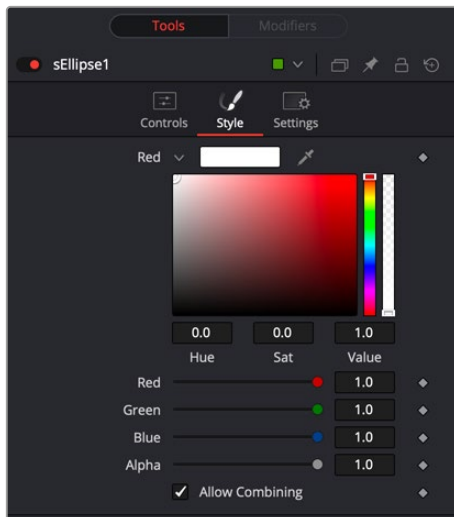 Tools Modifiers
sEllipse1
Controls Style Settings
Red
0.0 0.0 1.0
Hue Sat Value
Red 1.0
Green 1.0
Blue 1.0
Alpha 1.0
Allow Combining